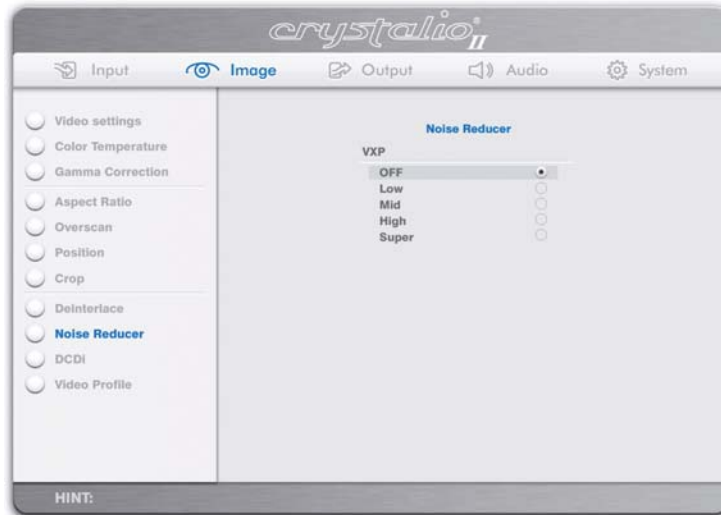 crystalio® II
Input Image Output Audio System
Video settings
Color Temperature
Gamma Correction
Aspect Ratio
Overscan
Position
Crop
Deinterlace
Noise Reducer
DCDi
Video Profile
Noise Reducer
VXP
OFF
Low
Mid
High
Super
HINT: